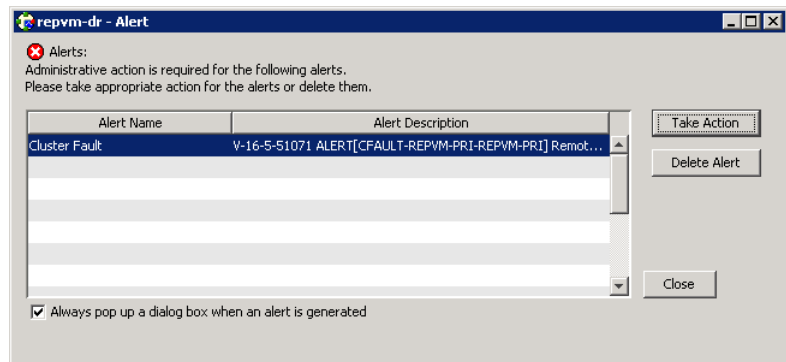 repvm-dr - Alert
Alerts:
Administrative action is required for the following alerts.
Please take appropriate action for the alerts or delete them.
Alert Name Alert Description
Cluster Fault V-16-5-51071 ALERT[CFAULT-REPVM-PRI-REPVM-PRI] Remot...
Take Action
Delete Alert
Close
Always pop up a dialog box when an alert is generated